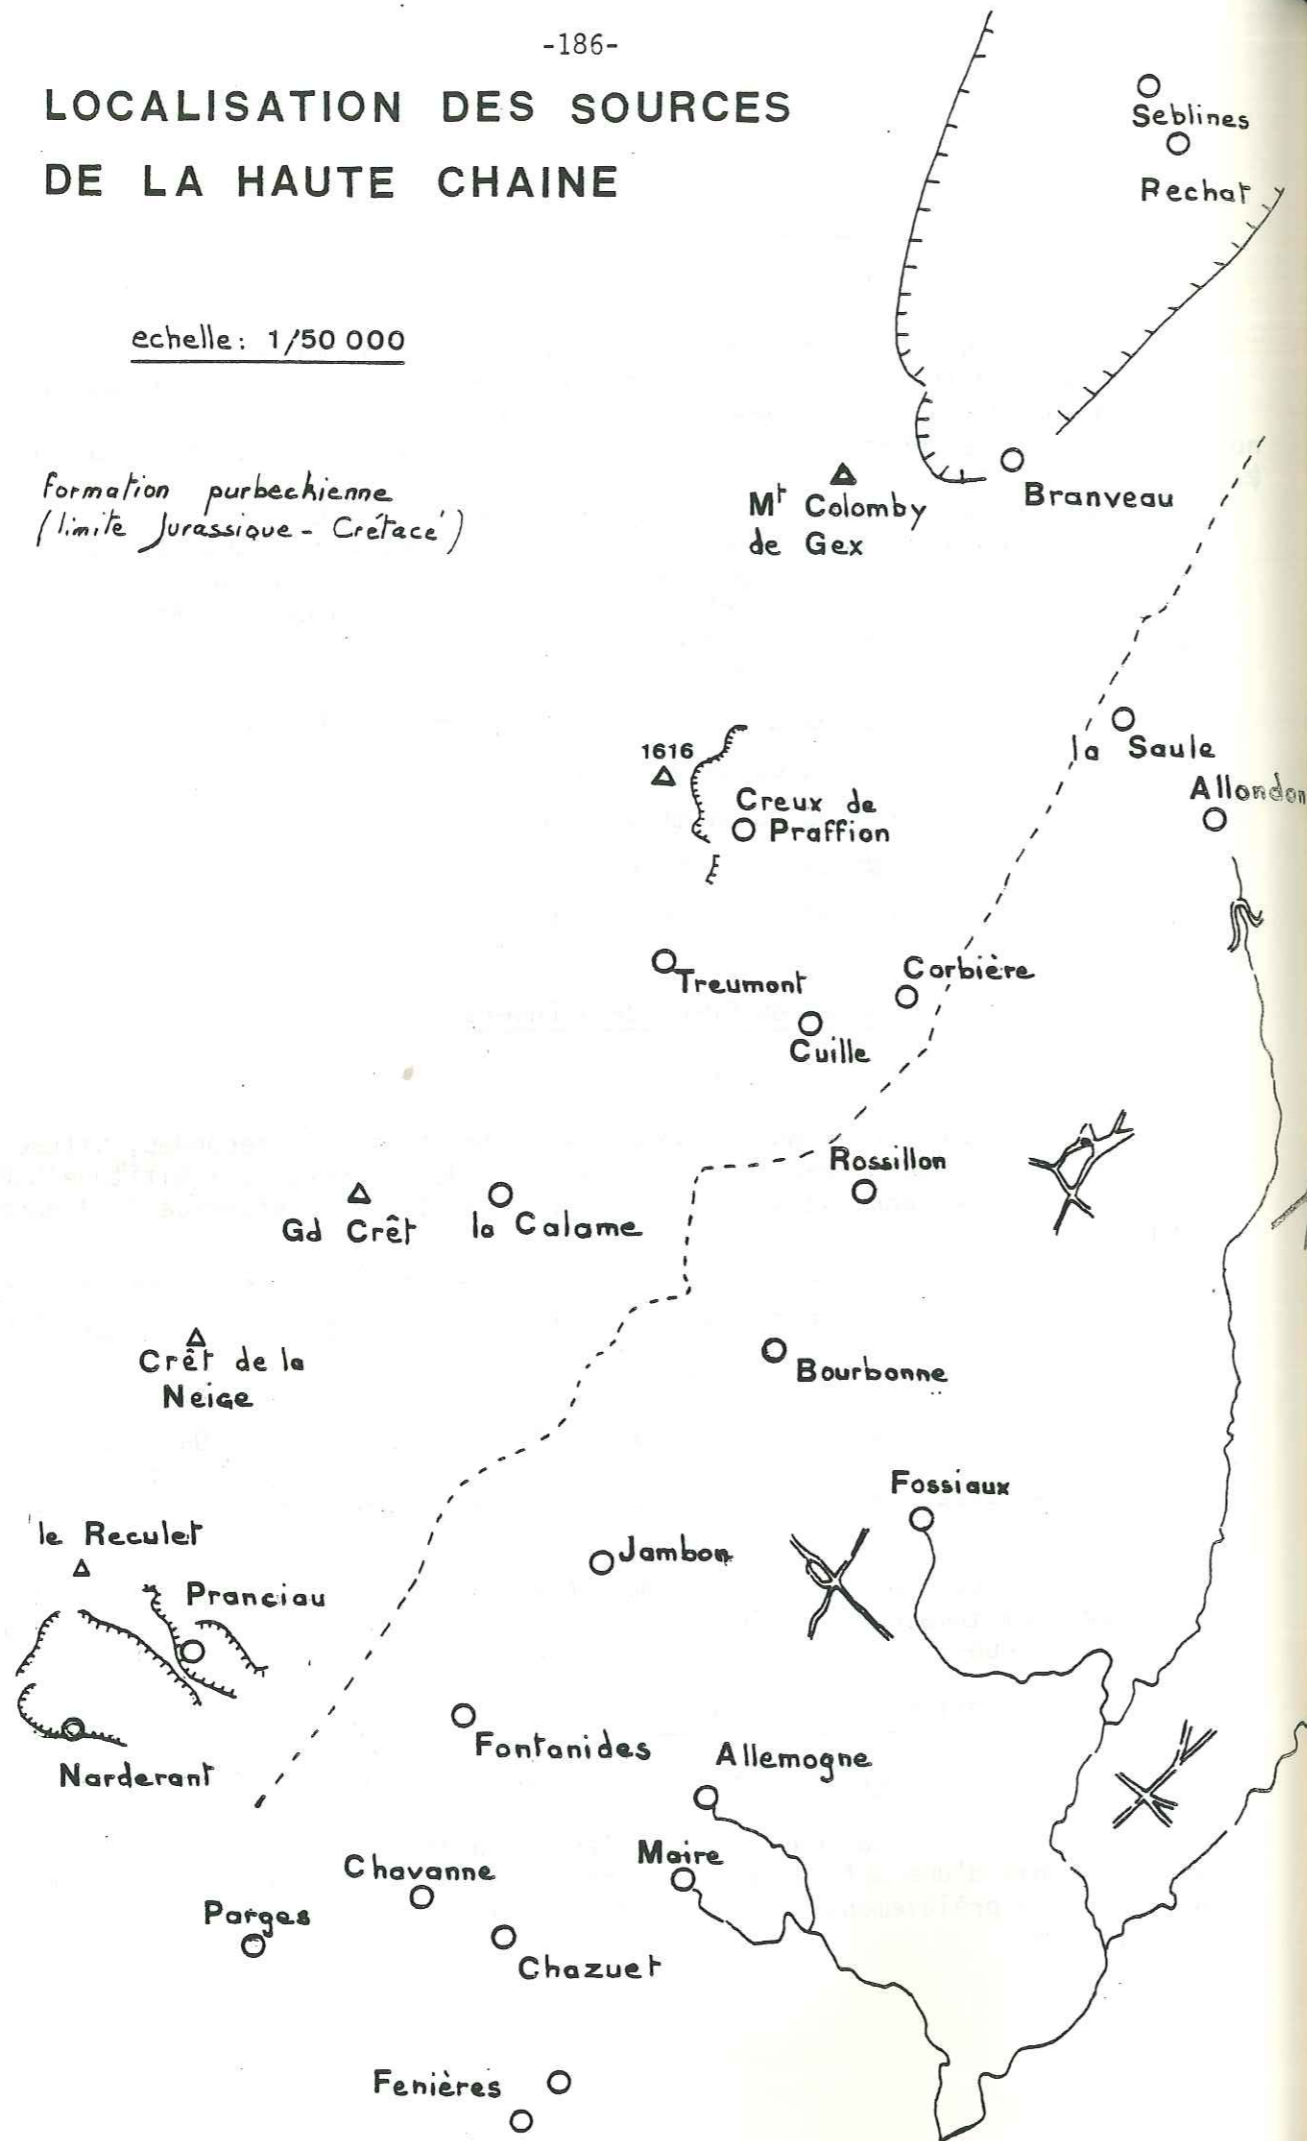 -186-
LOCALISATION DES SOURCES
DE LA HAUTE CHAINE
Seblines
Rechat
echelle: 1/50 000
formation purbeckienne
(limite Jurassique - Crétacé)
Mt Colomby
de Gex
Branveau
1616
la Saule
Allondon
Creux de
Praffion
Treumont
Corbière
Cuille
Rossillon
Gd Crêt
la Calame
Crêt de la
Neige
Bourbonne
Fossiaux
le Reculet
Jambon
Pranciau
Fontanides
Allemogne
Narderant
Moire
Chavanne
Parges
Chazuet
Fenières